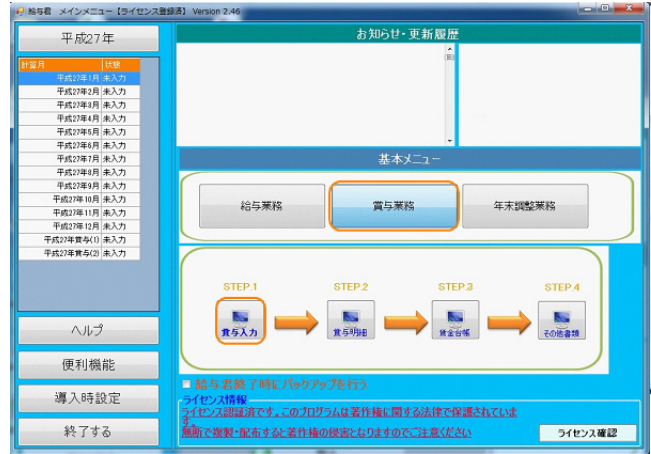 給与君 メインメニュー【ライセンス登録済】 Version 2.46
平成27年
お知らせ・更新履歴
計算月 状態
平成27年1月 未入力
平成27年2月 未入力
平成27年3月 未入力
平成27年4月 未入力
平成27年5月 未入力
平成27年6月 未入力
平成27年7月 未入力
平成27年8月 未入力
平成27年9月 未入力
平成27年10月 未入力
平成27年11月 未入力
平成27年12月 未入力
平成27年賞与(1) 未入力
平成27年賞与(2) 未入力
基本メニュー
給与業務 賞与業務 年末調整業務
STEP.1 STEP.2 STEP.3 STEP.4
賞与入力 賞与明細 賃金台帳 その他書類
ヘルプ
便利機能
導入時設定
終了する
給与君終了時にバックアップを行う
ライセンス情報
ライセンス認証済です。このプログラムは著作権に関する法律で保護されていま
す。
無断で複製・配布すると著作権の侵害となりますのでご注意ください
ライセンス確認